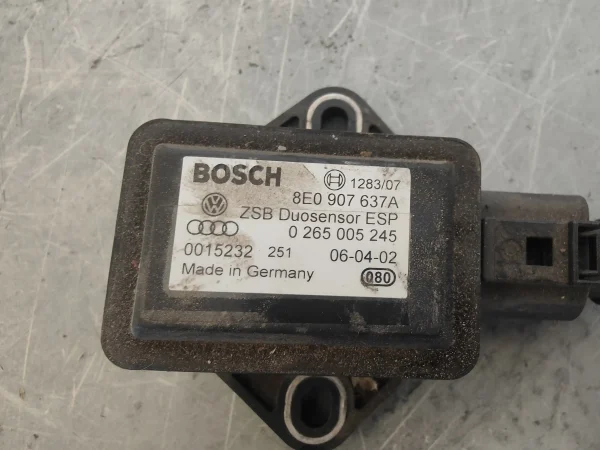 BOSCH 1283/07
8E0 907 637A
ZSB Duosensor ESP
0 265 005 245
0015232 251 06-04-02
Made in Germany 080